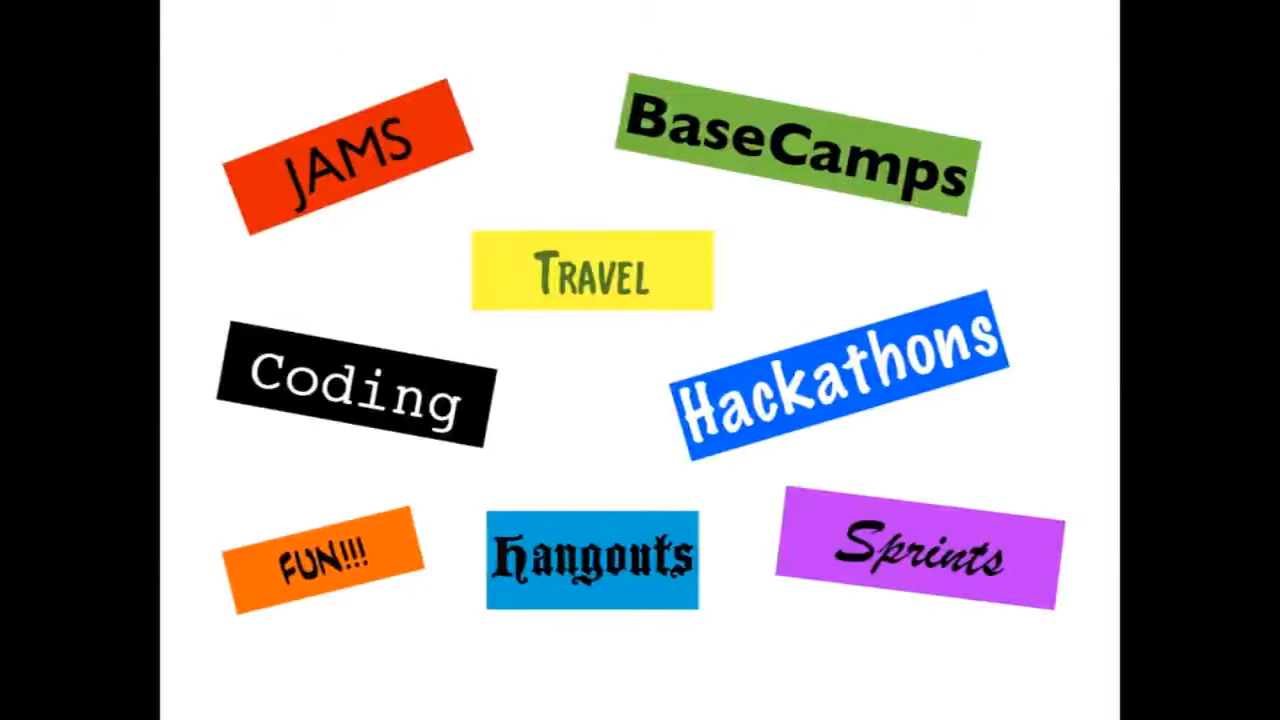 JAMS
BaseCamps
Travel
Coding
Hackathons
FUN!!!
Hangouts
Sprints